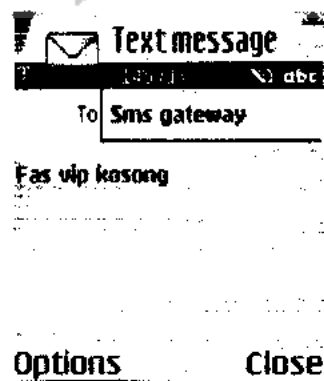 Text message
abc
To Sms gateway
Fas vip kosong
Options Close